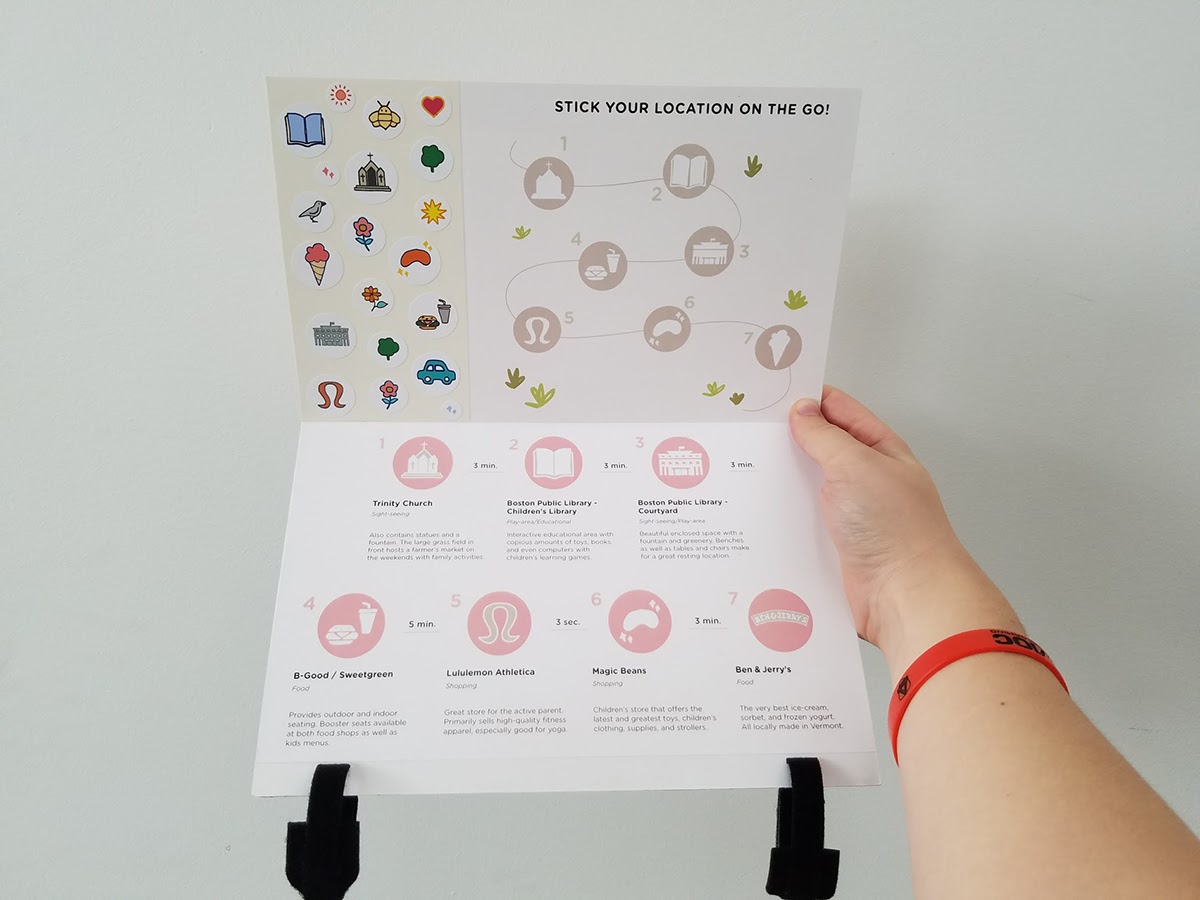 STICK YOUR LOCATION ON THE GO!
1
2
3
4
5
6
7
1
3 min.
2
3 min.
3
3 min.
Trinity Church
Sight-seeing
Also contains statues and a
fountain. The large grass field in
front hosts a farmer's market on
the weekends with family activities.
Boston Public Library -
Children's Library
Play-area/Educational
Interactive educational area with
copious amounts of toys, books,
and even computers with
children's learning games.
Boston Public Library -
Courtyard
Sight-seeing/Play-area
Beautiful enclosed space with a
fountain and greenery. Benches
as well as tables and chairs make
for a great resting location.
4
5 min.
5
3 sec.
6
3 min.
7
BEN&JERRY'S
B-Good / Sweetgreen
Food
Provides outdoor and indoor
seating. Booster seats available
at both food shops as well as
kids menus.
Lululemon Athletica
Shopping
Great store for the active parent.
Primarily sells high-quality fitness
apparel, especially good for yoga.
Magic Beans
Shopping
Children's store that offers the
latest and greatest toys, children's
clothing, supplies, and strollers.
Ben & Jerry's
Food
The very best ice-cream,
sorbet, and frozen yogurt.
All locally made in Vermont.